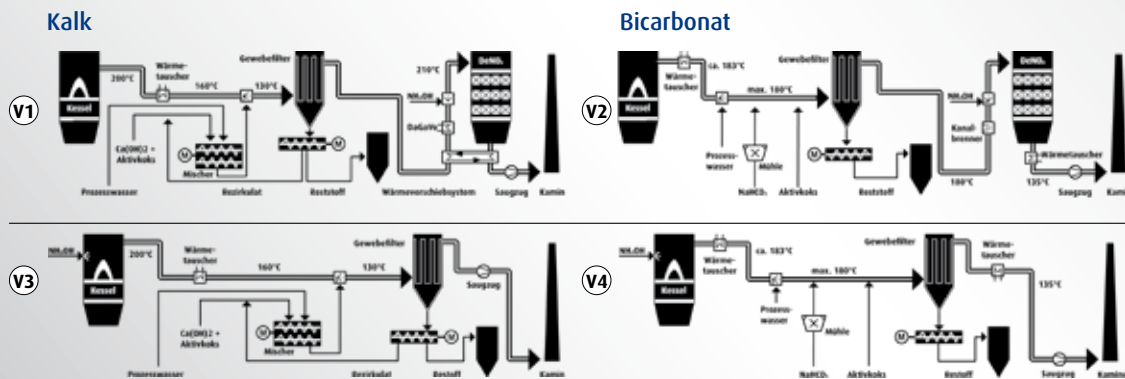 Kalk
Bicarbonat
V1
Kessel
200°C
Wärme-
tauscher
160°C
130°C
Gewebefilter
210°C
NH₄OH
DaGaVo
DeNOₓ
Ca(OH)2 +
Aktivkoks
M
Mischer
M
Prozesswasser
Rezirkulat
Reststoff
Wärmeverschiebsystem
Saugzug
Kamin
V2
Kessel
Wärme-
tauscher
ca. 183°C
max. 180°C
Gewebefilter
DeNOₓ
NH₄OH
Kanal-
brenner
Prozess-
wasser
Mühle
M
Wärmetauscher
NaHCO₃
Aktivkoks
Reststoff
180°C
135°C
Saugzug
Kamin
V3
NH₄OH
Kessel
200°C
Wärme-
tauscher
160°C
130°C
Gewebefilter
Saugzug
Ca(OH)2 +
Aktivkoks
M
Mischer
M
Prozesswasser
Rezirkulat
Restoff
Kamin
V4
NH₄OH
Kessel
Wärme-
tauscher
ca. 183°C
max. 180°C
Gewebefilter
Wärme-
tauscher
135°C
Prozess-
wasser
Mühle
M
NaHCO₃
Aktivkoks
Restoff
Saugzug
Kamine